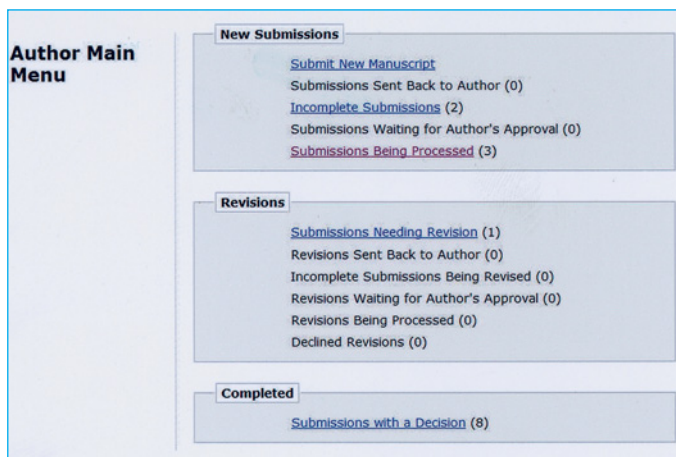 Author Main
Menu
New Submissions
Submit New Manuscript
Submissions Sent Back to Author (0)
Incomplete Submissions (2)
Submissions Waiting for Author's Approval (0)
Submissions Being Processed (3)
Revisions
Submissions Needing Revision (1)
Revisions Sent Back to Author (0)
Incomplete Submissions Being Revised (0)
Revisions Waiting for Author's Approval (0)
Revisions Being Processed (0)
Declined Revisions (0)
Completed
Submissions with a Decision (8)